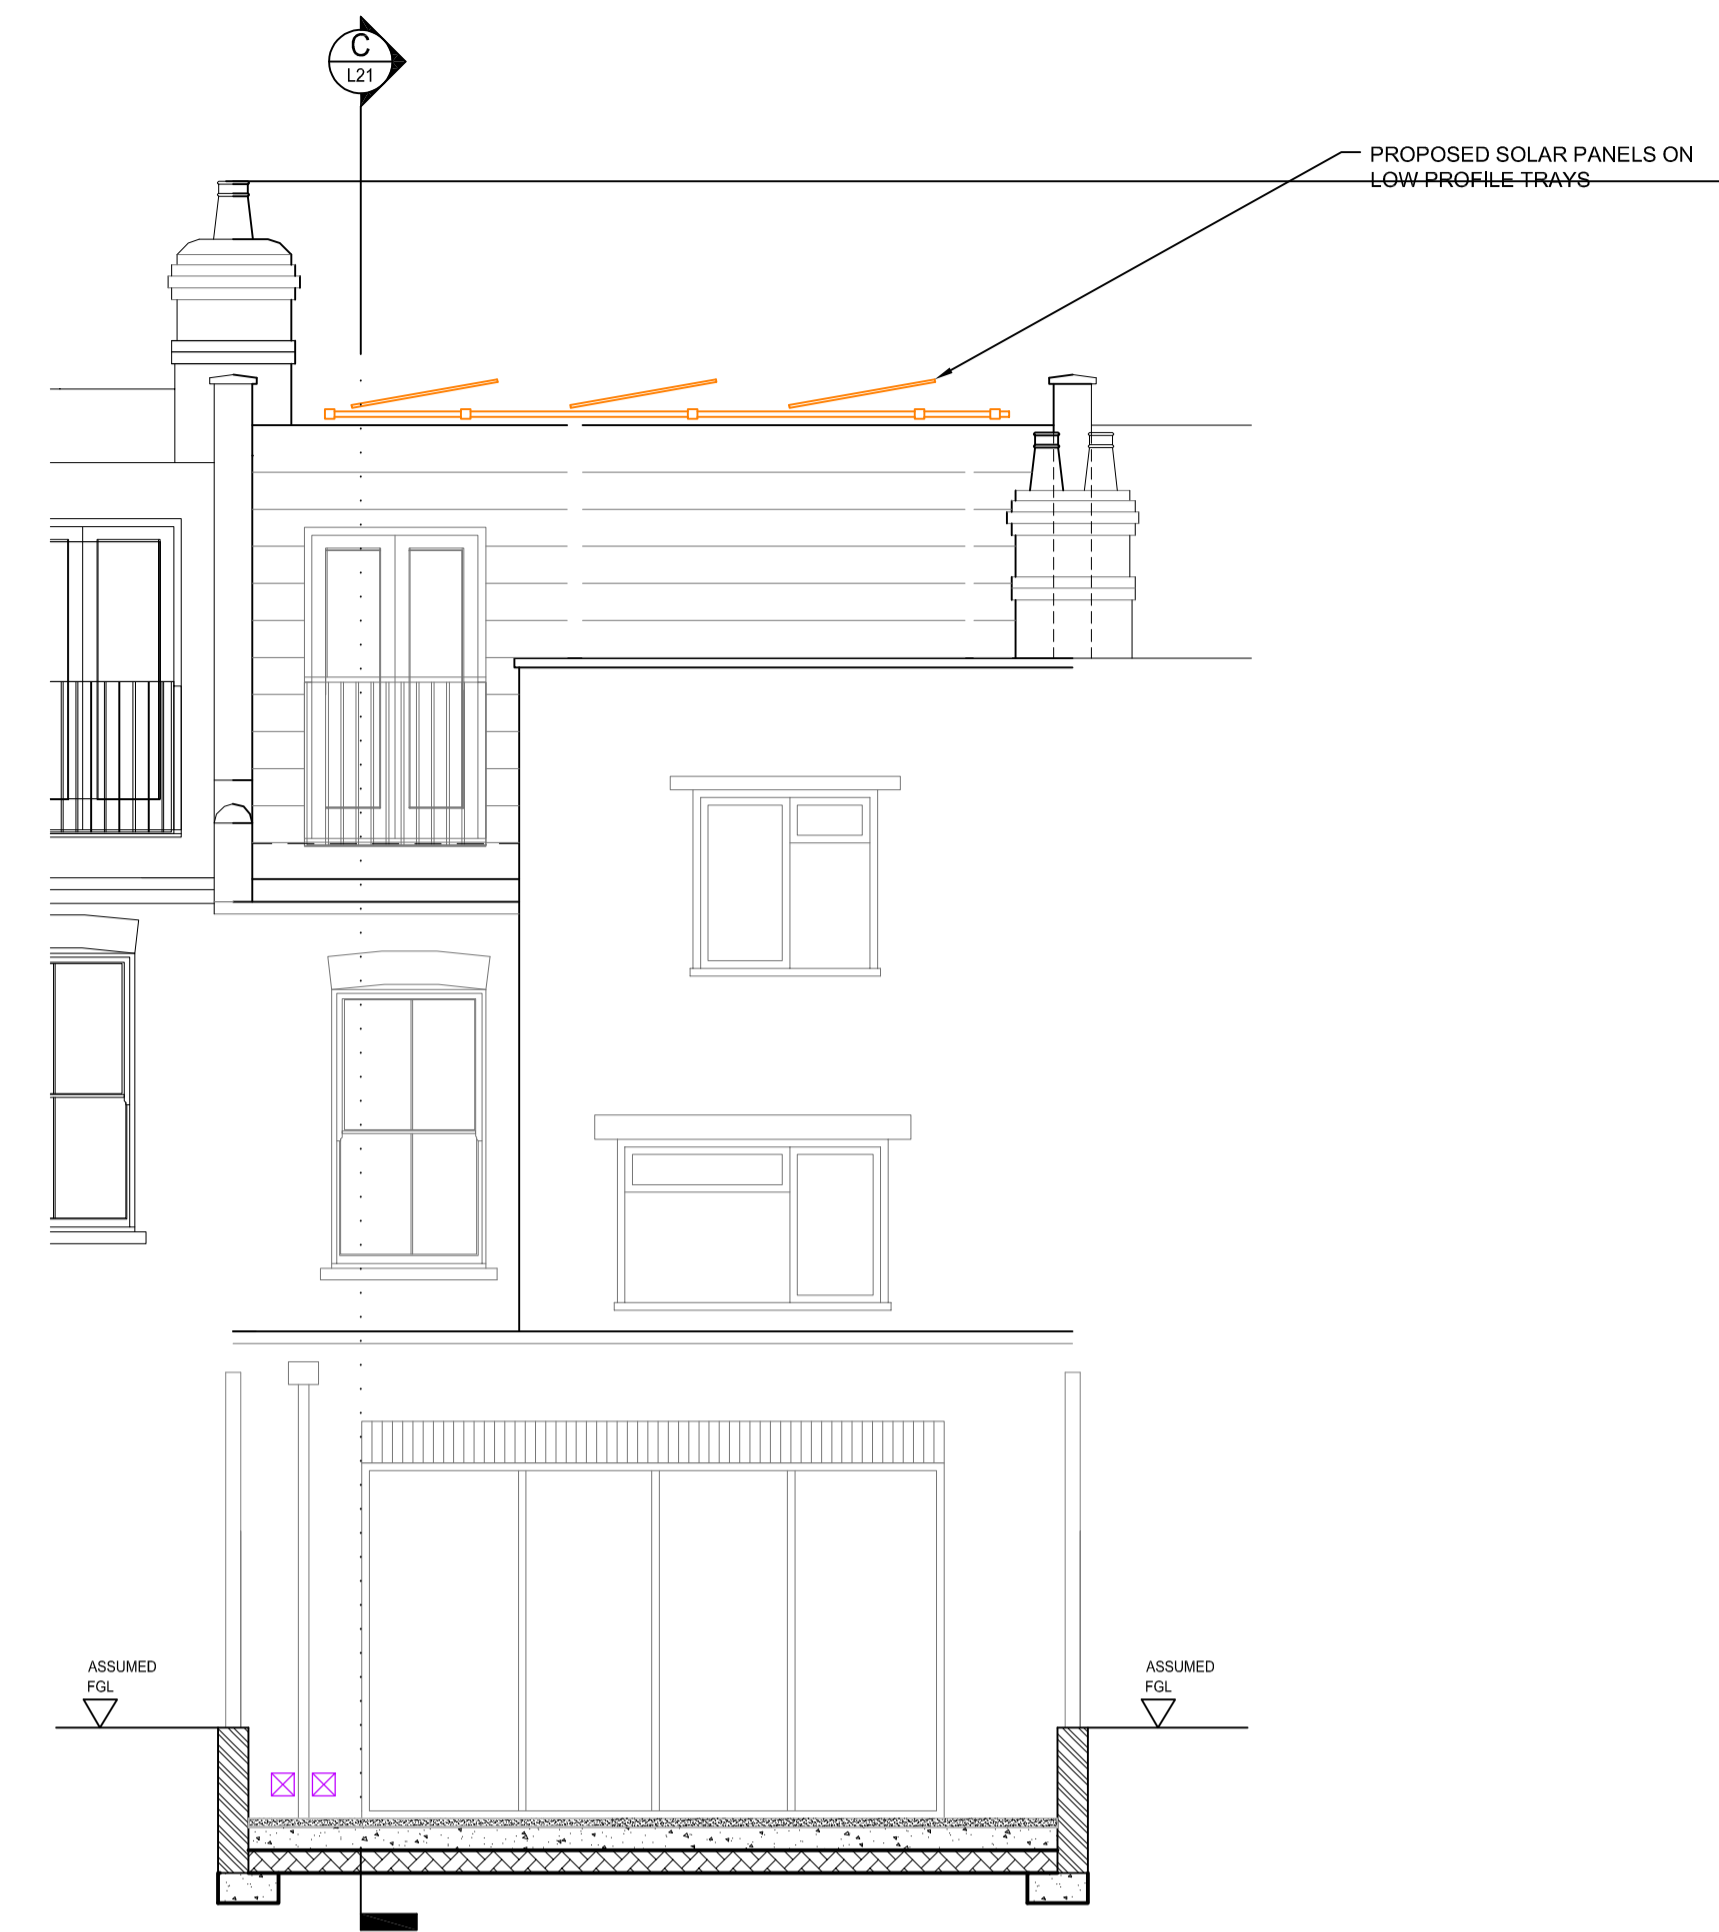 C
L21
PROPOSED SOLAR PANELS ON
LOW PROFILE TRAYS
ASSUMED
FGL
ASSUMED
FGL